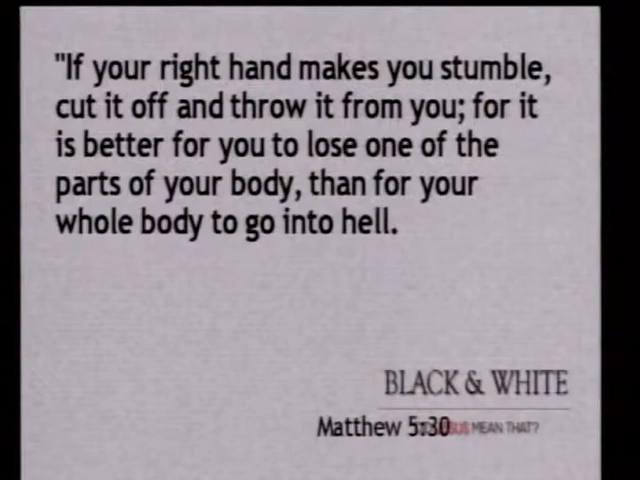 "If your right hand makes you stumble,
cut it off and throw it from you; for it
is better for you to lose one of the
parts of your body, than for your
whole body to go into hell.
BLACK & WHITE
Matthew 5:30
MEAN THAT?